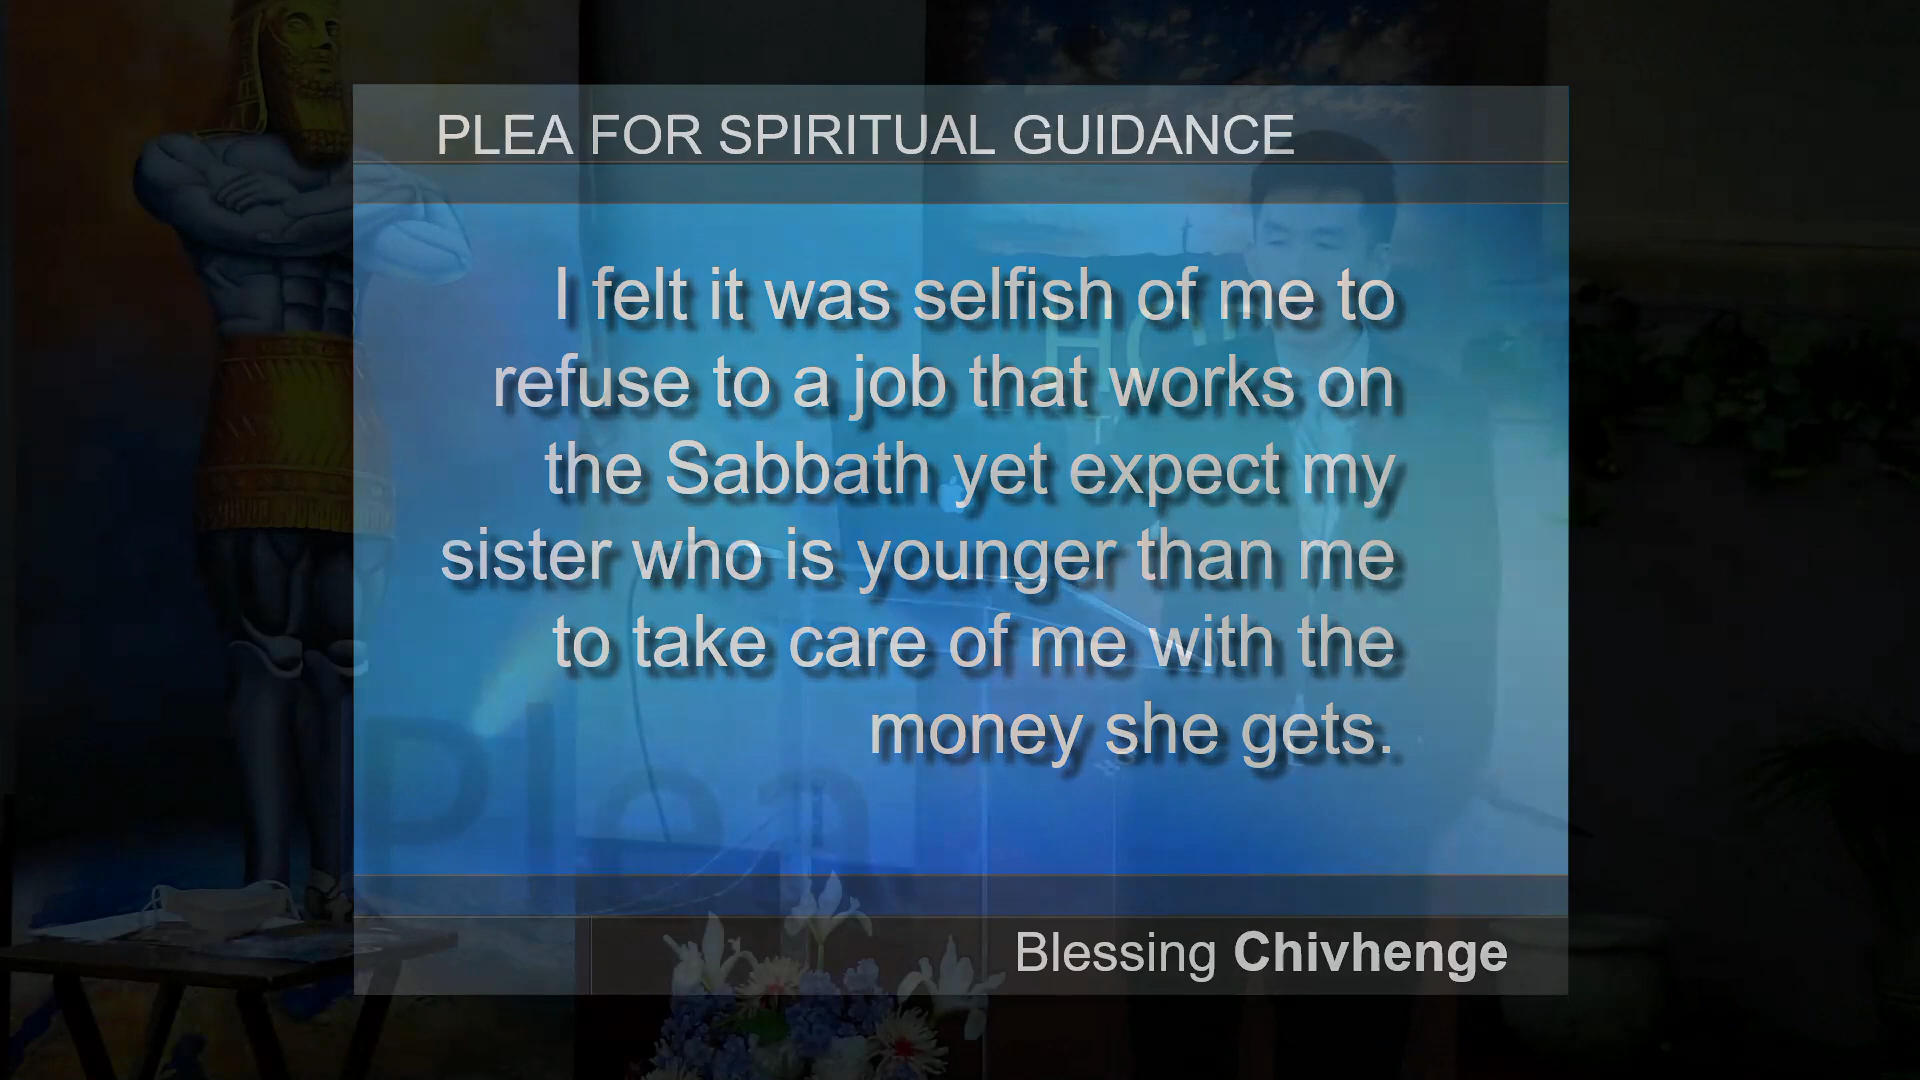 PLEA FOR SPIRITUAL GUIDANCE
I felt it was selfish of me to
refuse to a job that works on
the Sabbath yet expect my
sister who is younger than me
to take care of me with the
money she gets.
Plea
Blessing Chivhenge